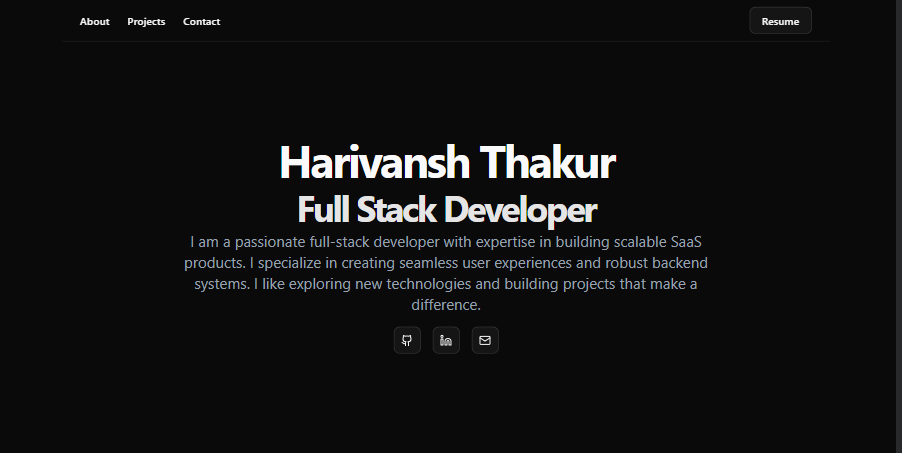 About Projects Contact Resume
Harivansh Thakur
Full Stack Developer
I am a passionate full-stack developer with expertise in building scalable SaaS
products. I specialize in creating seamless user experiences and robust backend
systems. I like exploring new technologies and building projects that make a
difference.